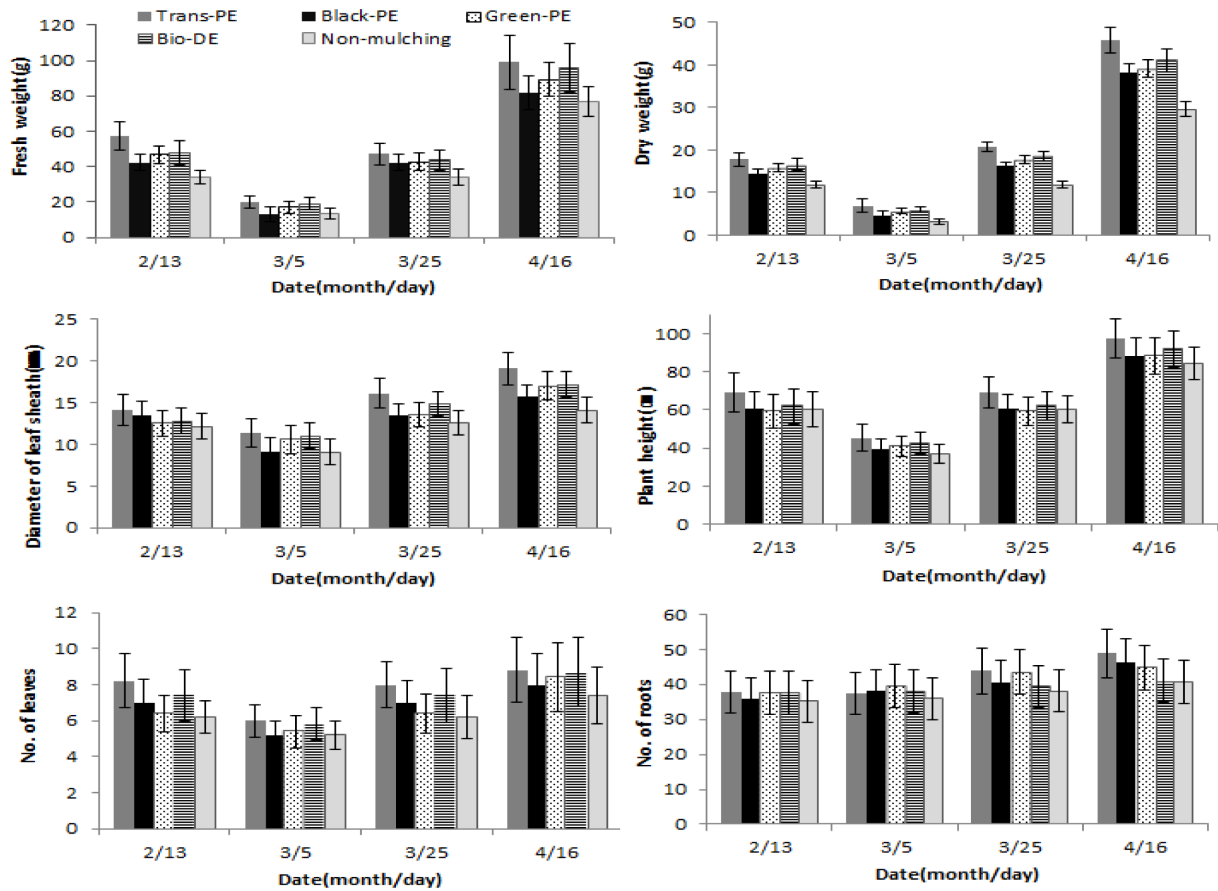 Trans-PE Black-PE Green-PE
Bio-DE Non-mulching
Fresh weight(g)
120
100
80
60
40
20
0
2/13 3/5 3/25 4/16
Date(month/day)
Dry weight(g)
50
40
30
20
10
0
2/13 3/5 3/25 4/16
Date(month/day)
Diameter of leaf sheath
25
20
15
10
5
0
2/13 3/5 3/25 4/16
Date(month/day)
Plant height
100
80
60
40
20
0
2/13 3/5 3/25 4/16
Date(month/day)
No. of leaves
12
10
8
6
4
2
0
2/13 3/5 3/25 4/16
Date(month/day)
No. of roots
60
50
40
30
20
10
0
2/13 3/5 3/25 4/16
Date(month/day)